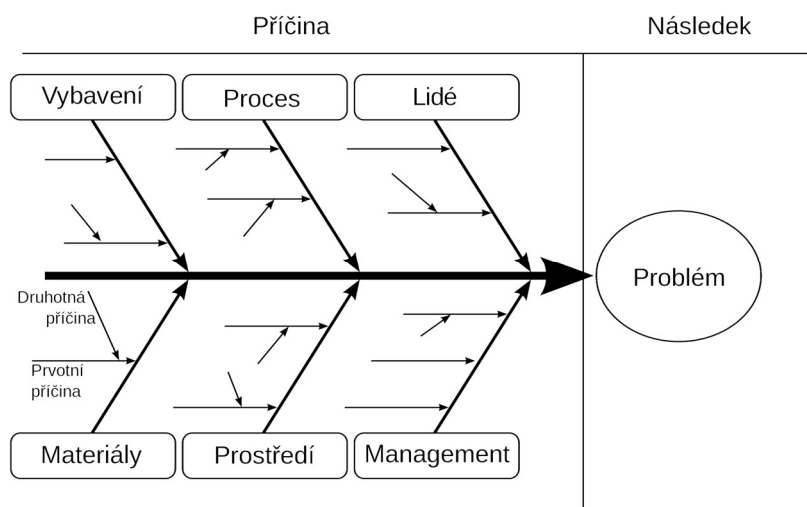 Příčina
Následek
Vybavení
Proces
Lidé
Problém
Druhotná
příčina
Prvotní
příčina
Materiály
Prostředí
Management